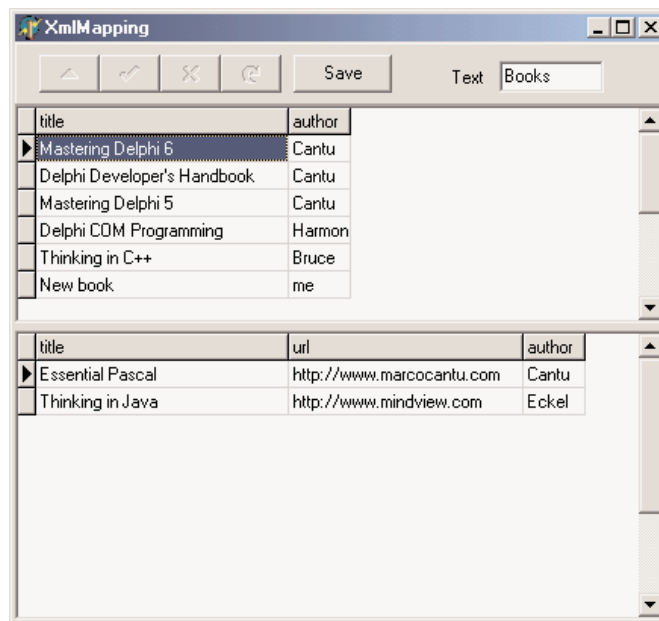 XmlMapping
Save Text Books
title author
Mastering Delphi 6 Cantu
Delphi Developer's Handbook Cantu
Mastering Delphi 5 Cantu
Delphi COM Programming Harmon
Thinking in C++ Bruce
New book me
title url author
Essential Pascal http://www.marcocantu.com Cantu
Thinking in Java http://www.mindview.com Eckel